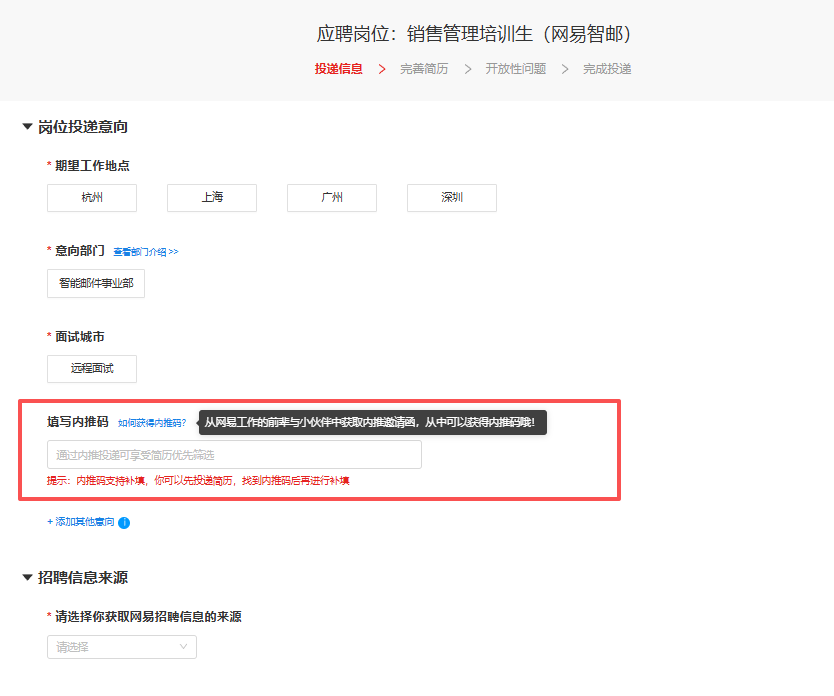 应聘岗位：销售管理培训生（网易智邮）
投递信息 > 完善简历 > 开放性问题 > 完成投递
岗位投递意向
* 期望工作地点
杭州 上海 广州 深圳
* 意向部门 查看部门介绍 >>
智能邮件事业部
* 面试城市
远程面试
填写内推码 如何获得内推码? 从网易工作的前辈与小伙伴中获取内推邀请函，从中可以获得内推码哦!
通过内推投递可享受简历优先筛选
提示：内推码支持补填，你可以先投递简历，找到内推码后再进行补填
+ 添加其他意向 i
招聘信息来源
* 请选择你获取网易招聘信息的来源
请选择